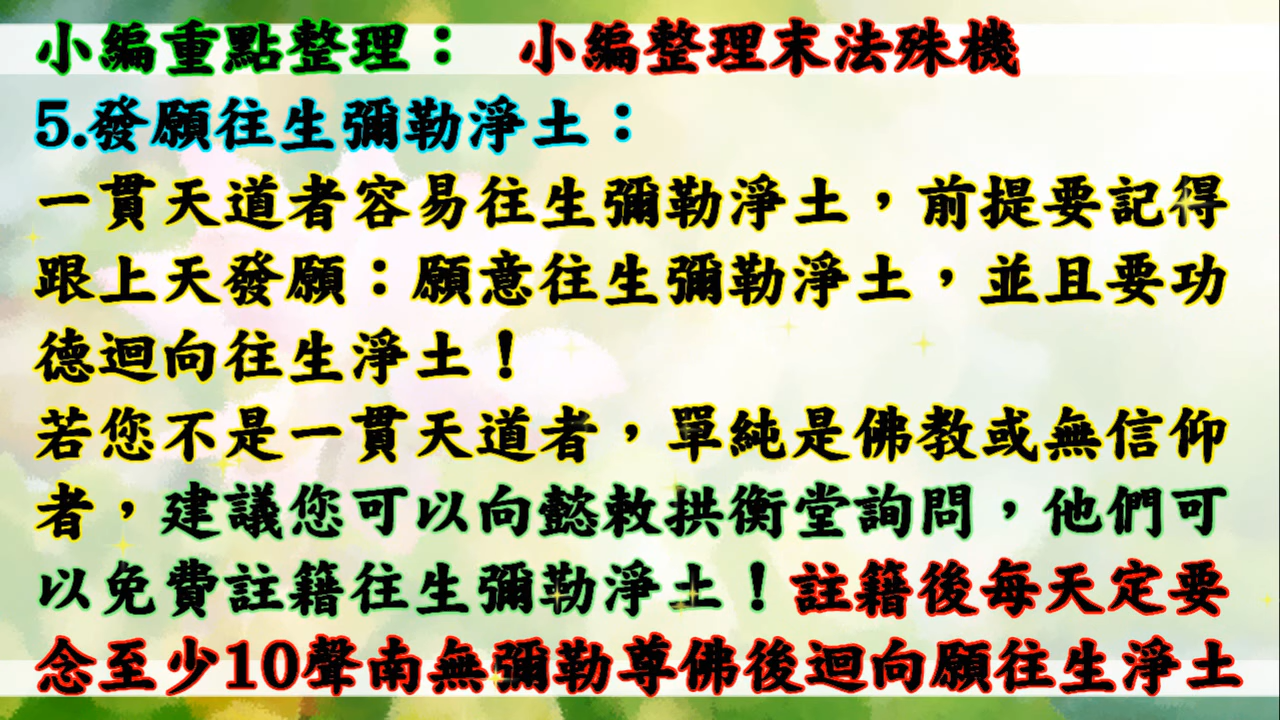 小編重點整理： 小編整理末法殊機
5.發願往生彌勒淨土：
一貫天道者容易往生彌勒淨土，前提要記得
跟上天發願：願意往生彌勒淨土，並且要功
德迴向往生淨土！
若您不是一貫天道者，單純是佛教或無信仰
者，建議您可以向懿敕拱衡堂詢問，他們可
以免費註籍往生彌勒淨土！註籍後每天定要
念至少10聲南無彌勒尊佛後迴向願往生淨土